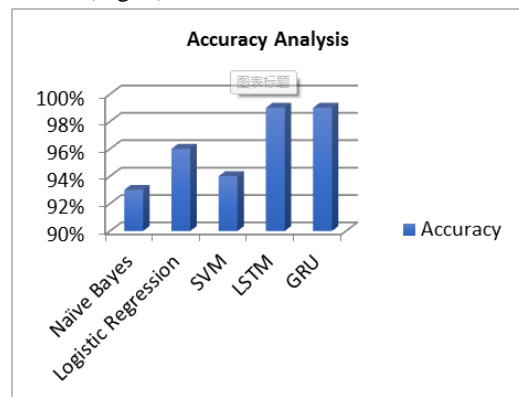 Accuracy Analysis
图表标题
100%
98%
96%
94%
92%
90%
Naïve Bayes
Logistic Regression
SVM
LSTM
GRU
Accuracy